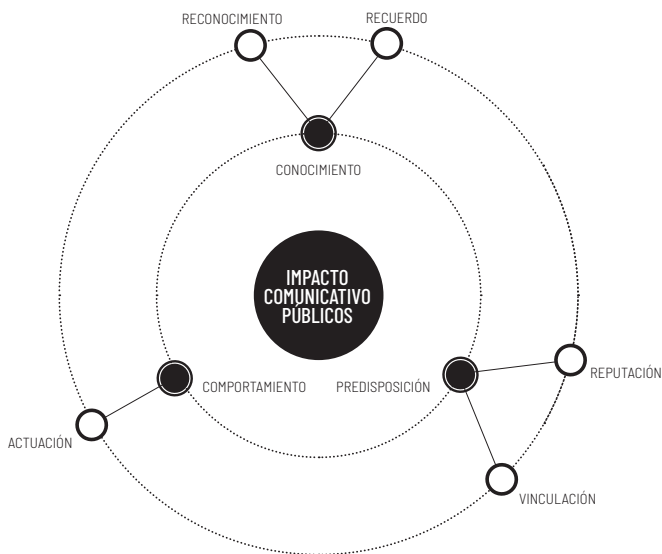 RECONOCIMIENTO
RECUERDO
CONOCIMIENTO
IMPACTO
COMUNICATIVO
PÚBLICOS
COMPORTAMIENTO
PREDISPOSICIÓN
REPUTACIÓN
ACTUACIÓN
VINCULACIÓN